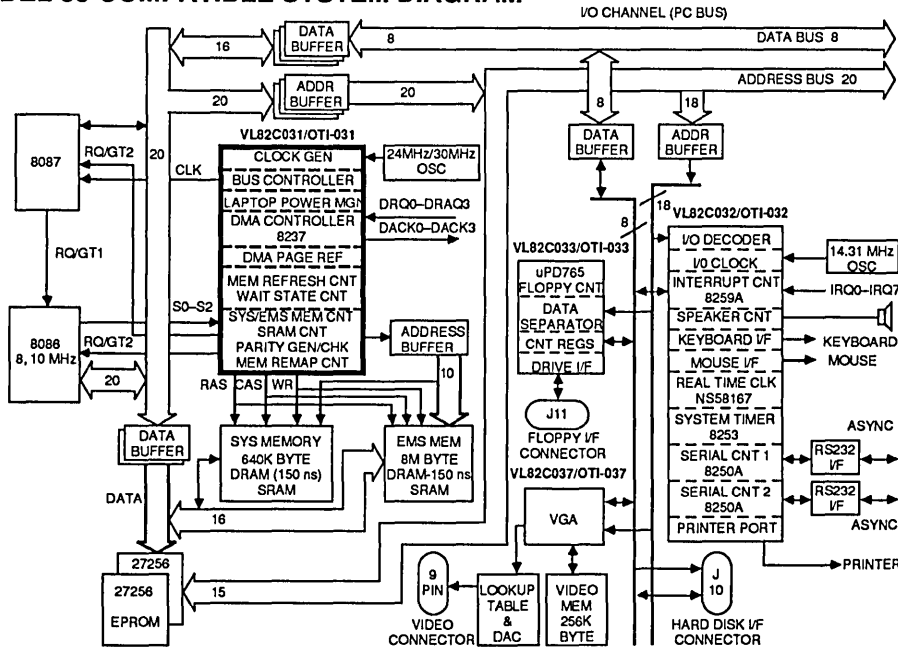 I/O CHANNEL (PC BUS)
DATA BUFFER
16
8
DATA BUS 8
ADDRESS BUS 20
20
ADDR BUFFER
20
8
18
DATA BUFFER
ADDR BUFFER
VL82C031/OTI-031
8087
RQ/GT2
20
CLK
CLOCK GEN
BUS CONTROLLER
LAPTOP POWER MGN
DMA CONTROLLER
8237
DMA PAGE REF
MEM REFRESH CNT
WAIT STATE CNT
SYS/EMS MEM CNT
SRAM CNT
PARITY GEN/CHK
MEM REMAP CNT
24MHz/30MHz
OSC
DRQ0–DRAQ3
DACK0–DACK3
RQ/GT1
S0–S2
8086
8, 10 MHz
RQ/GT2
20
ADDRESS
BUFFER
10
RAS
CAS
WR
DATA
BUFFER
SYS MEMORY
640K BYTE
DRAM (150 ns)
SRAM
EMS MEM
8M BYTE
DRAM-150 ns
SRAM
DATA
16
27256
27256
EPROM
15
8
18
VL82C033/OTI-033
uPD765
FLOPPY CNT
DATA
SEPARATOR
CNT REGS
DRIVE I/F
J11
FLOPPY I/F
CONNECTOR
VL82C037/OTI-037
VGA
9
PIN
VIDEO
CONNECTOR
LOOKUP
TABLE
&
DAC
VIDEO
MEM
256K
BYTE
VL82C032/OTI-032
I/O DECODER
I/0 CLOCK
INTERRUPT CNT
8259A
SPEAKER CNT
KEYBOARD I/F
MOUSE I/F
REAL TIME CLK
NS58167
SYSTEM TIMER
8253
SERIAL CNT 1
8250A
SERIAL CNT 2
8250A
PRINTER PORT
14.31 MHz
OSC
IRQ0–IRQ7
KEYBOARD
MOUSE
ASYNC
RS232
I/F
RS232
I/F
ASYNC
PRINTER
J
10
HARD DISK I/F
CONNECTOR